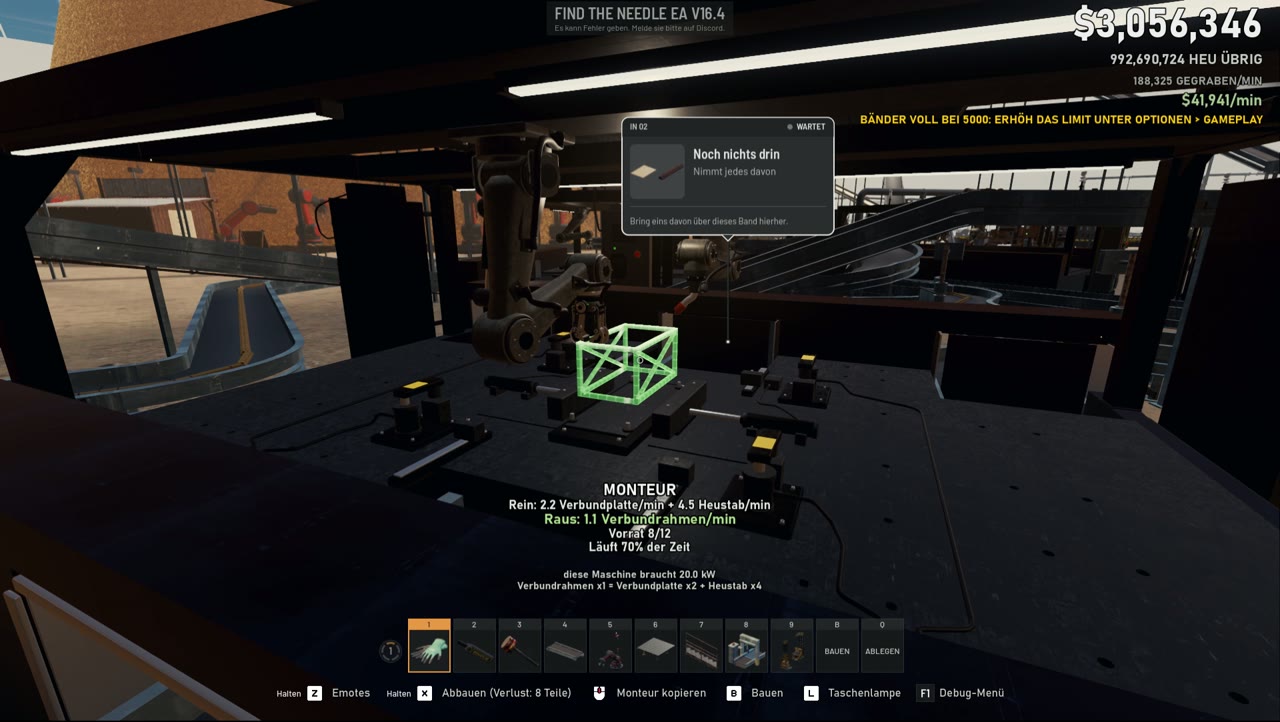 FIND THE NEEDLE EA V16.4
Es kann Fehler geben. Melde sie bitte auf Discord.
$3,056,346
992,690,724 HEU ÜBRIG
188,325 GEGRABEN/MIN
$41,941/min
BÄNDER VOLL BEI 5000: ERHÖH DAS LIMIT UNTER OPTIONEN > GAMEPLAY
IN 02
WARTET
Noch nichts drin
Nimmt jedes davon
Bring eins davon über dieses Band hierher.
MONTEUR
Rein: 2.2 Verbundplatte/min + 4.5 Heustab/min
Raus: 1.1 Verbundrahmen/min
Vorrat 8/12
Läuft 70% der Zeit
diese Maschine braucht 20.0 kW
Verbundrahmen x1 = Verbundplatte x2 + Heustab x4
1 1 2 3 4 5 6 7 8 9 B Q
BAUEN ABLEGEN
Halten Z Emotes Halten X Abbauen (Verlust: 8 Teile) Monteur kopieren B Bauen L Taschenlampe F1 Debug-Menü